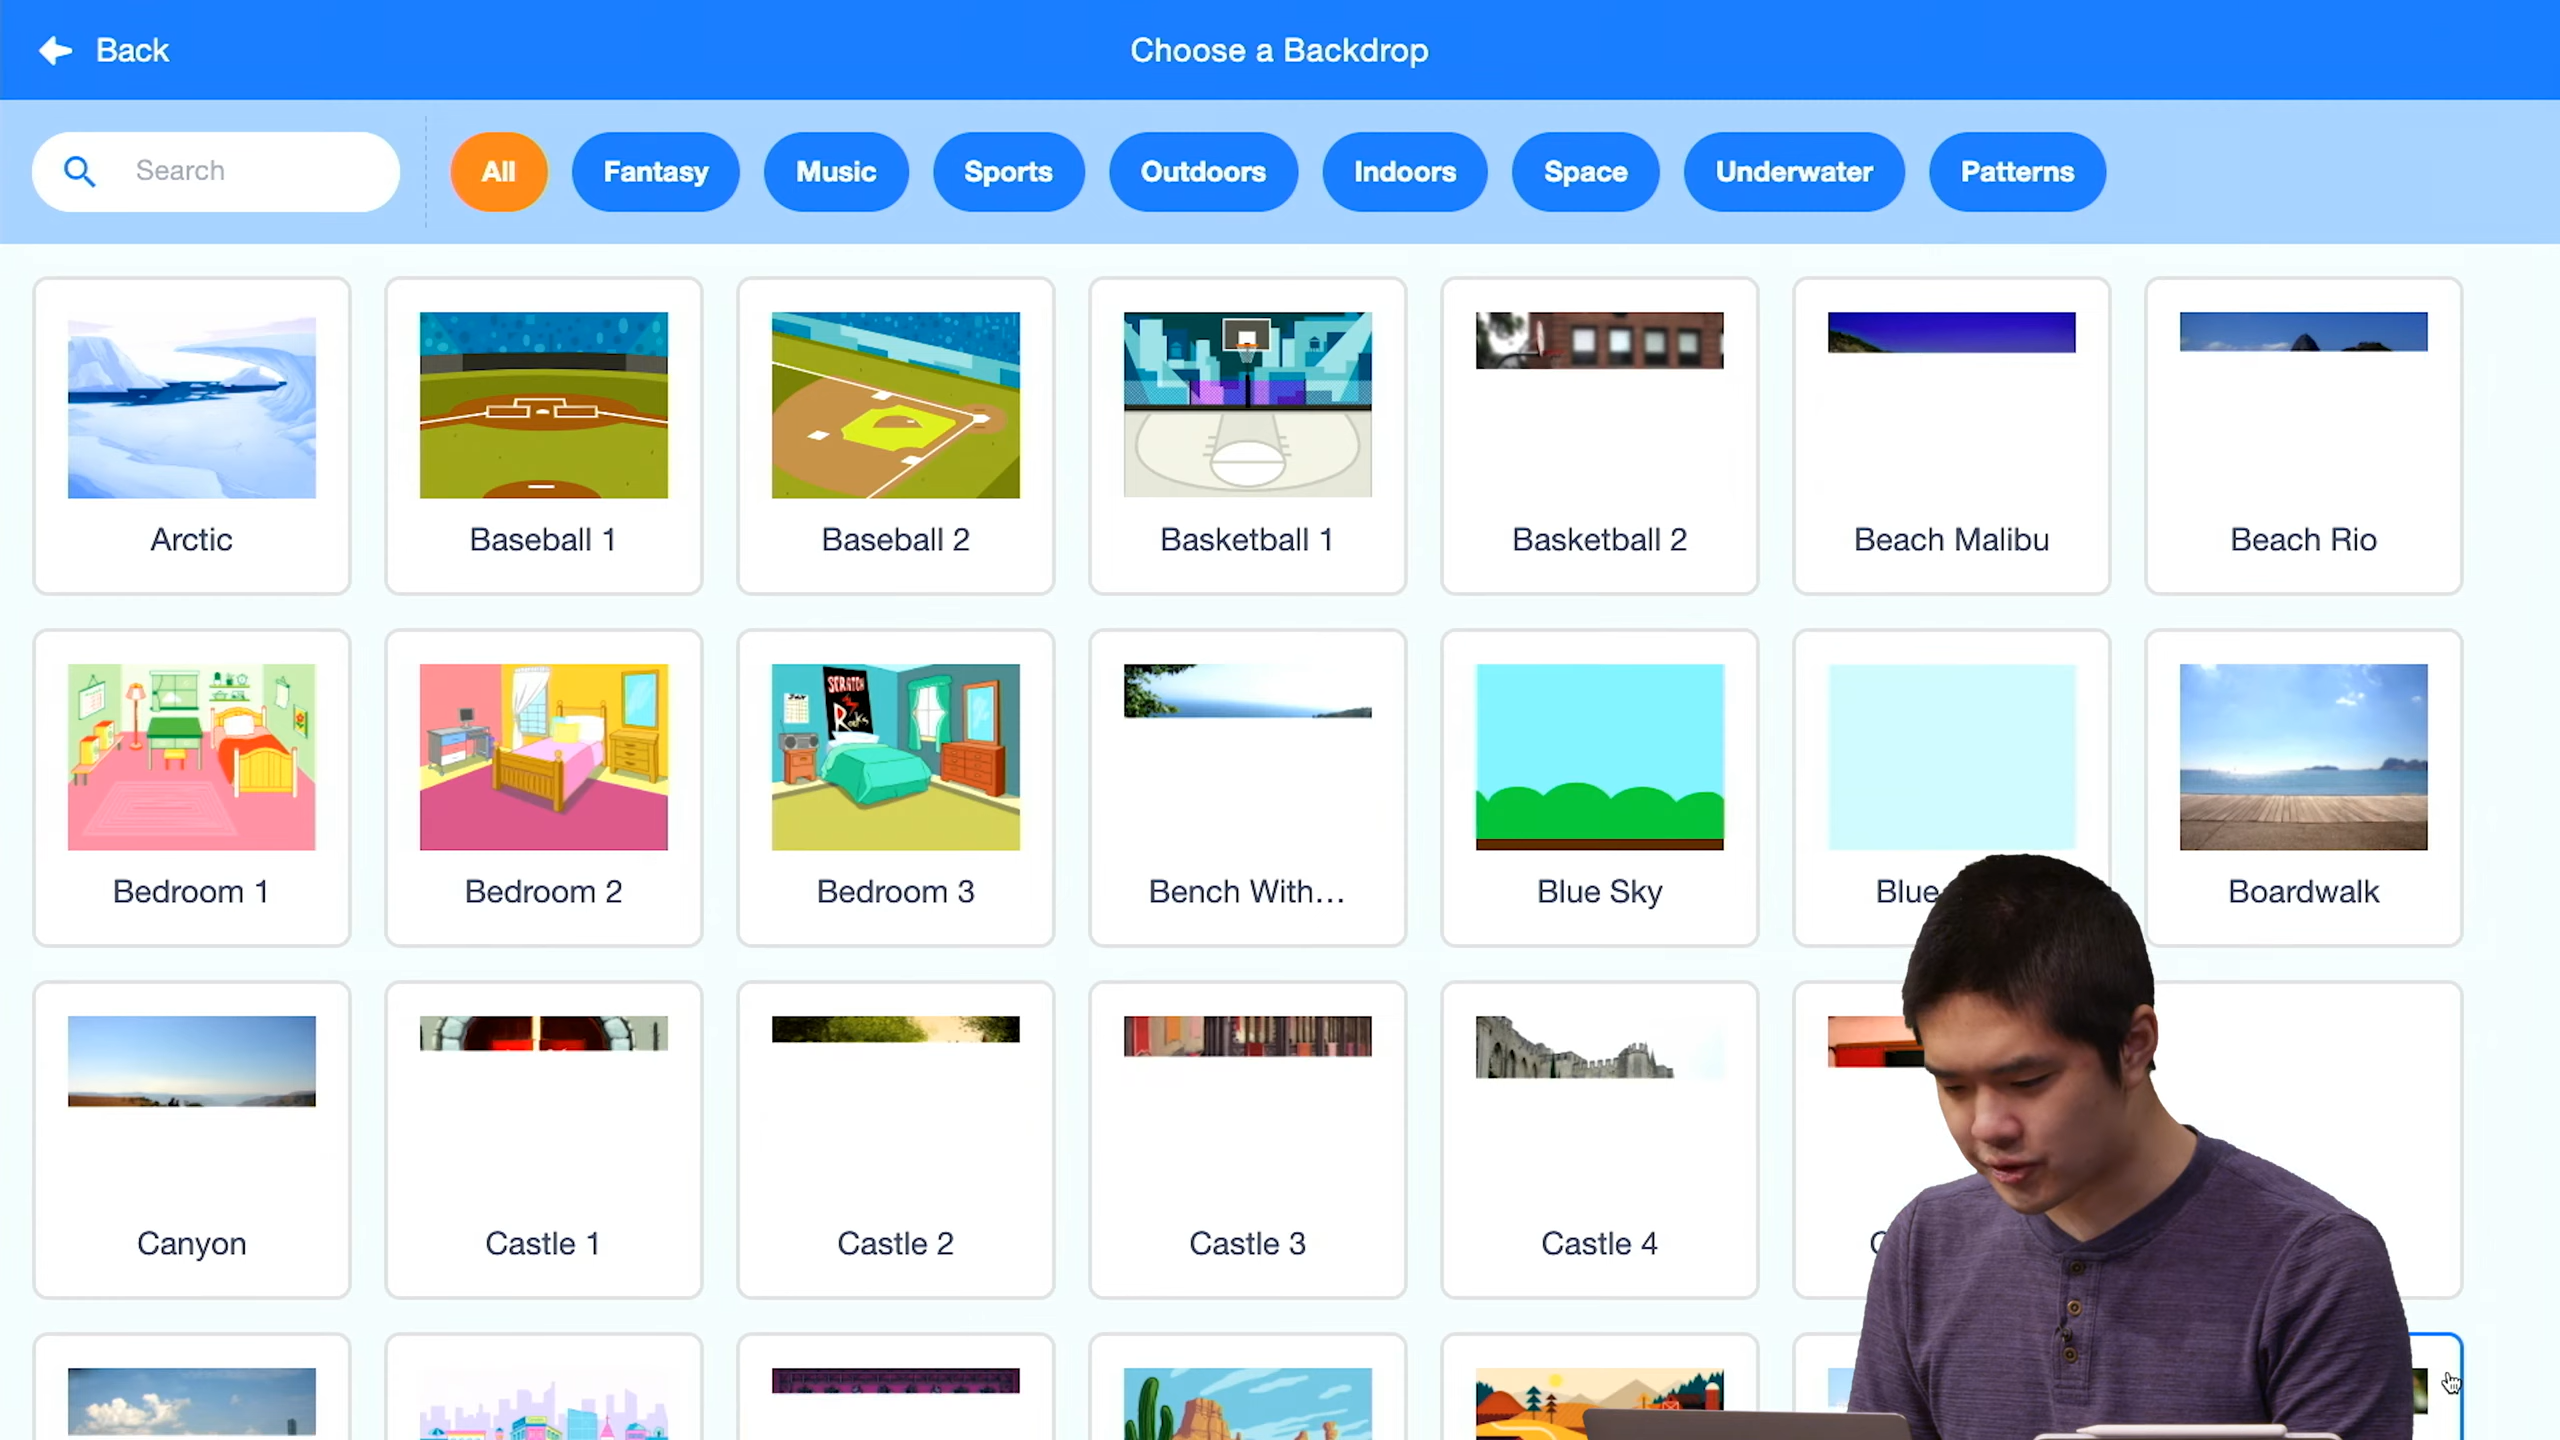 Back
Choose a Backdrop
Search
All
Fantasy
Music
Sports
Outdoors
Indoors
Space
Underwater
Patterns
Arctic
Baseball 1
Baseball 2
Basketball 1
Basketball 2
Beach Malibu
Beach Rio
SCRATCH
Rocks
Bedroom 1
Bedroom 2
Bedroom 3
Bench With...
Blue Sky
Blue
Boardwalk
Canyon
Castle 1
Castle 2
Castle 3
Castle 4